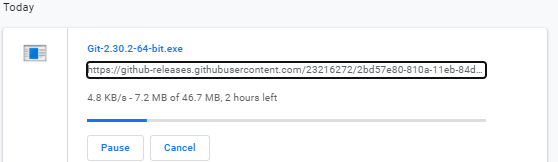 Today
Git-2.30.2-64-bit.exe
https://github-releases.githubusercontent.com/23216272/2bd57e80-810a-11eb-84d...
4.8 KB/s - 7.2 MB of 46.7 MB, 2 hours left
Pause Cancel